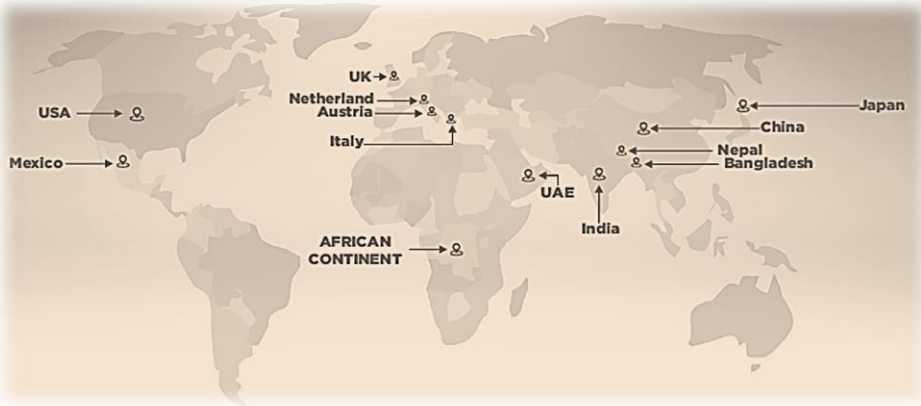 UK
USA
Netherland
Austria
Italy
Mexico
Japan
China
Nepal
Bangladesh
UAE
India
AFRICAN
CONTINENT